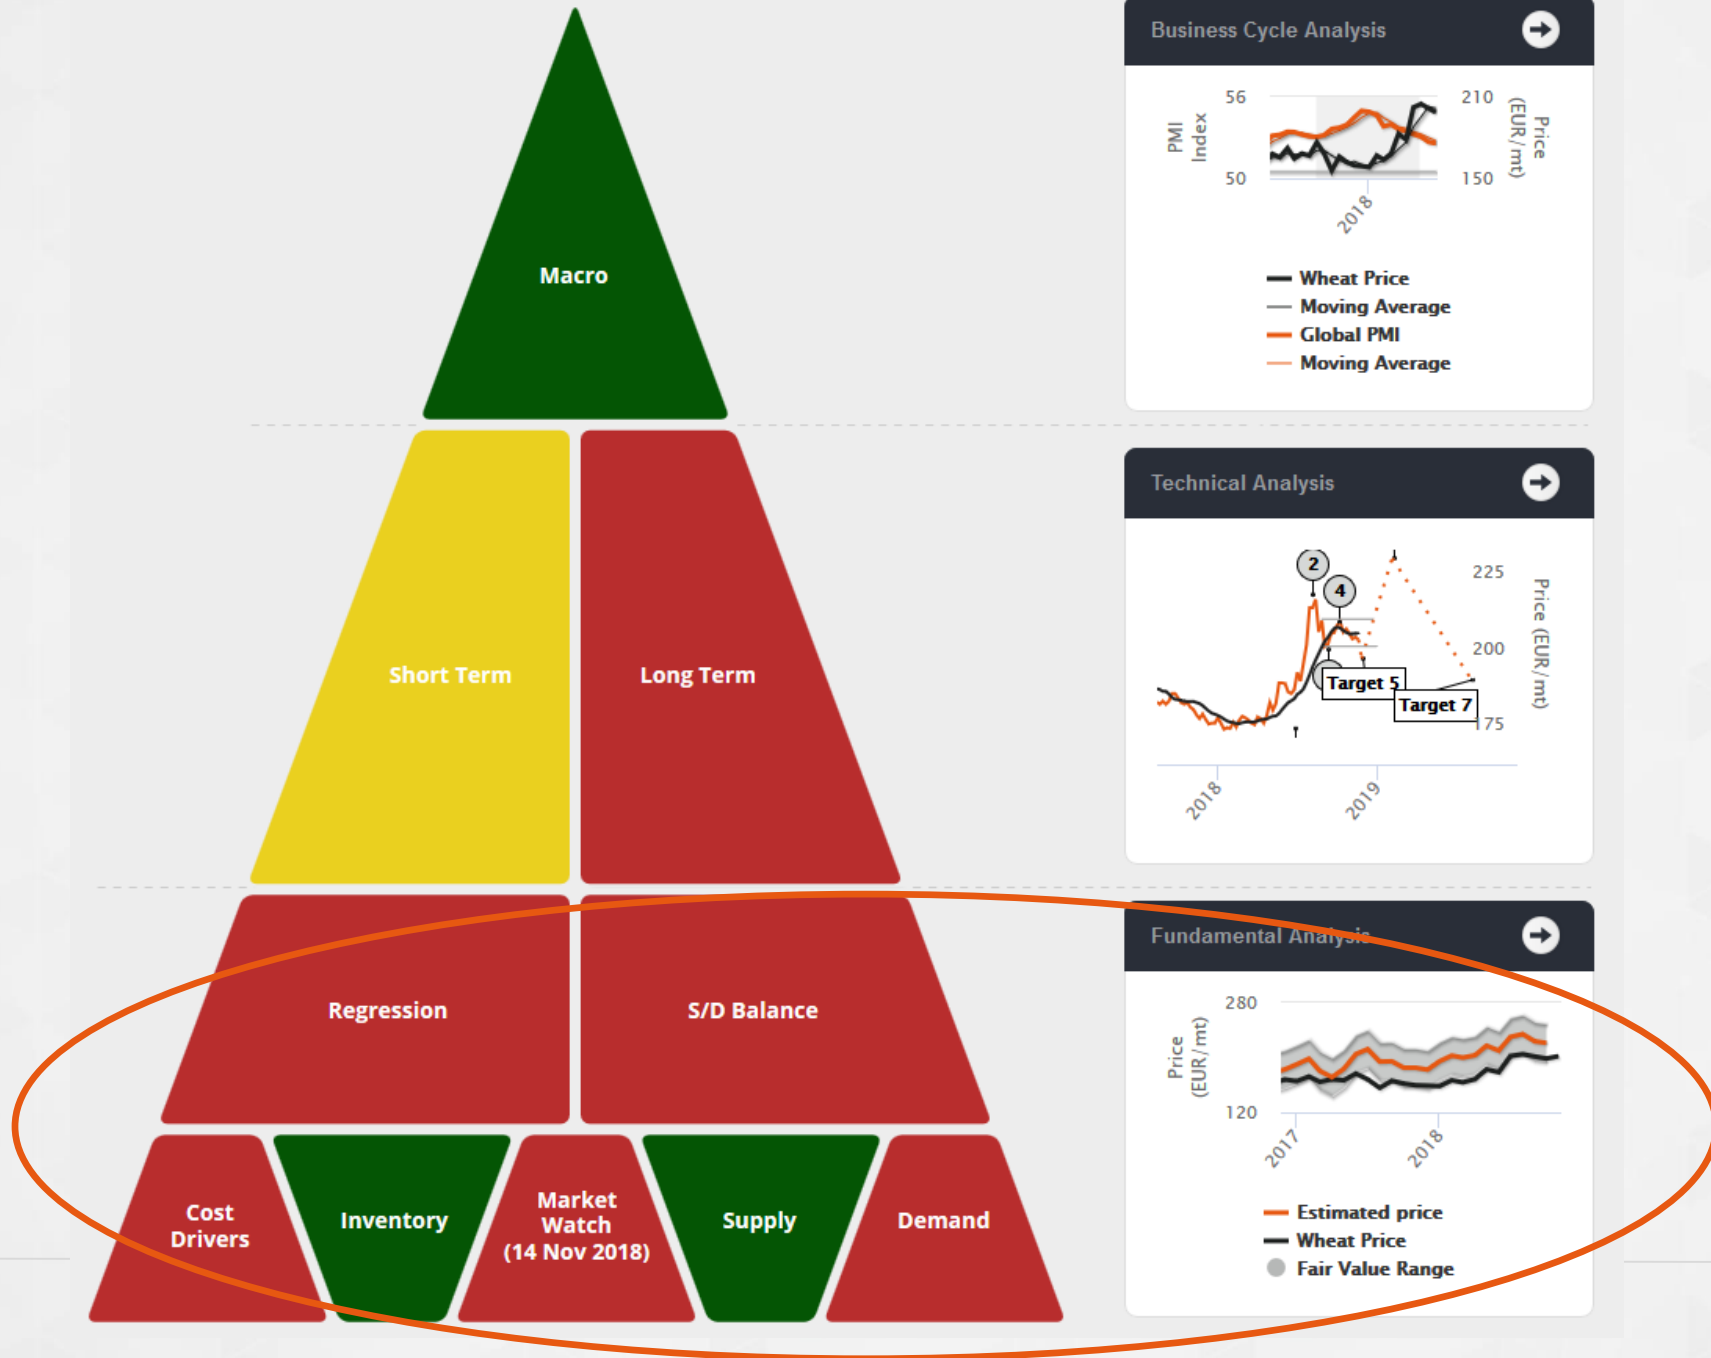 Macro
Short Term
Long Term
Regression
S/D Balance
Cost
Drivers
Inventory
Market
Watch
(14 Nov 2018)
Supply
Demand
Business Cycle Analysis
56
50
PMI
Index
210
150
Price
(EUR/mt)
2018
Wheat Price
Moving Average
Global PMI
Moving Average
Technical Analysis
2
4
Target 5
Target 7
225
200
175
Price (EUR/mt)
2018
2019
Fundamental Analysis
280
120
Price
(EUR/mt)
2017
2018
Estimated price
Wheat Price
Fair Value Range